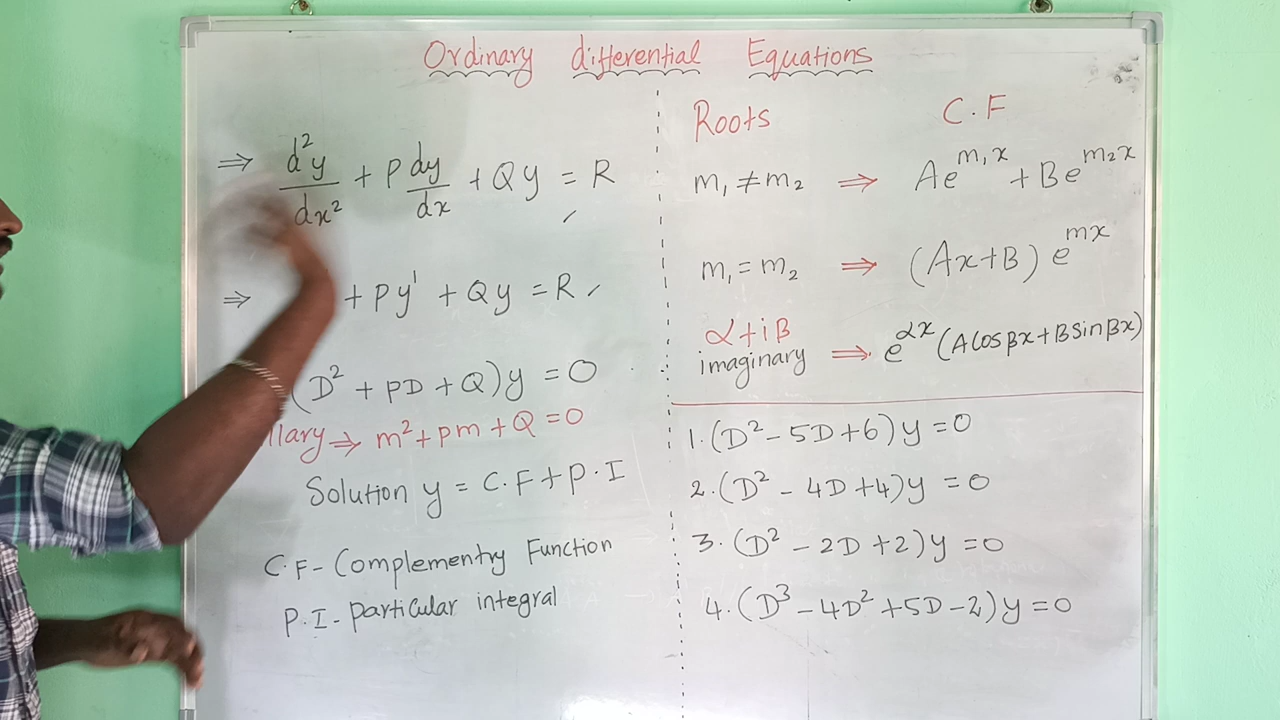 Ordinary differential Equations
⇒ d²y/dx² + P dy/dx + Qy = R
⇒ + Py' + Qy = R
(D² + PD + Q)y = 0
llary → m² + pm + Q = 0
Solution y = C.F + P.I
C.F - Complementry Function
P.I - particular integral
Roots C.F
m₁ ≠ m₂ ⇒ Ae^{m₁x} + Be^{m₂x}
m₁ = m₂ ⇒ (Ax+B) e^{mx}
α+iβ
imaginary ⇒ e^{αx} (A Cos βx + B Sin βx)
1. (D² - 5D + 6)y = 0
2. (D² - 4D + 4)y = 0
3. (D² - 2D + 2)y = 0
4. (D³ - 4D² + 5D - 2)y = 0